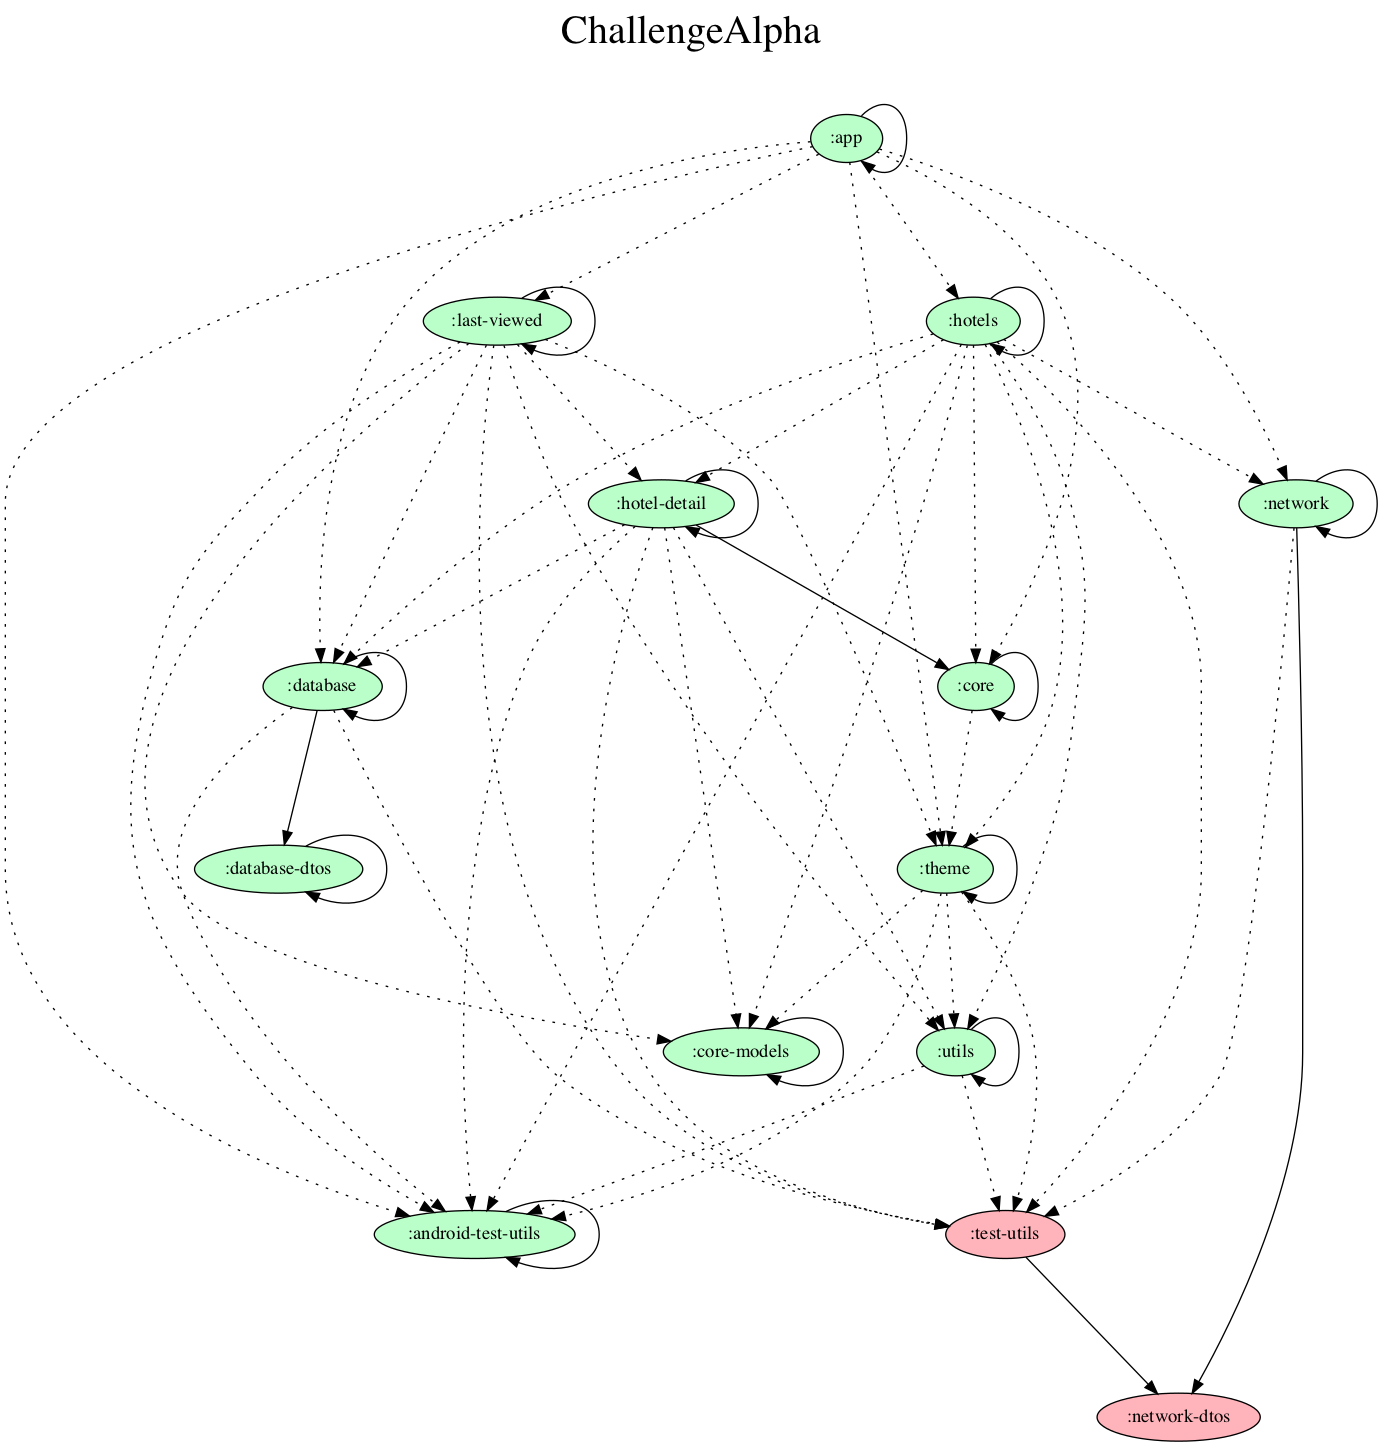 ChallengeAlpha
:app
:last-viewed
:hotels
:hotel-detail
:network
:database
:core
:database-dtos
:theme
:core-models
:utils
:android-test-utils
:test-utils
:network-dtos